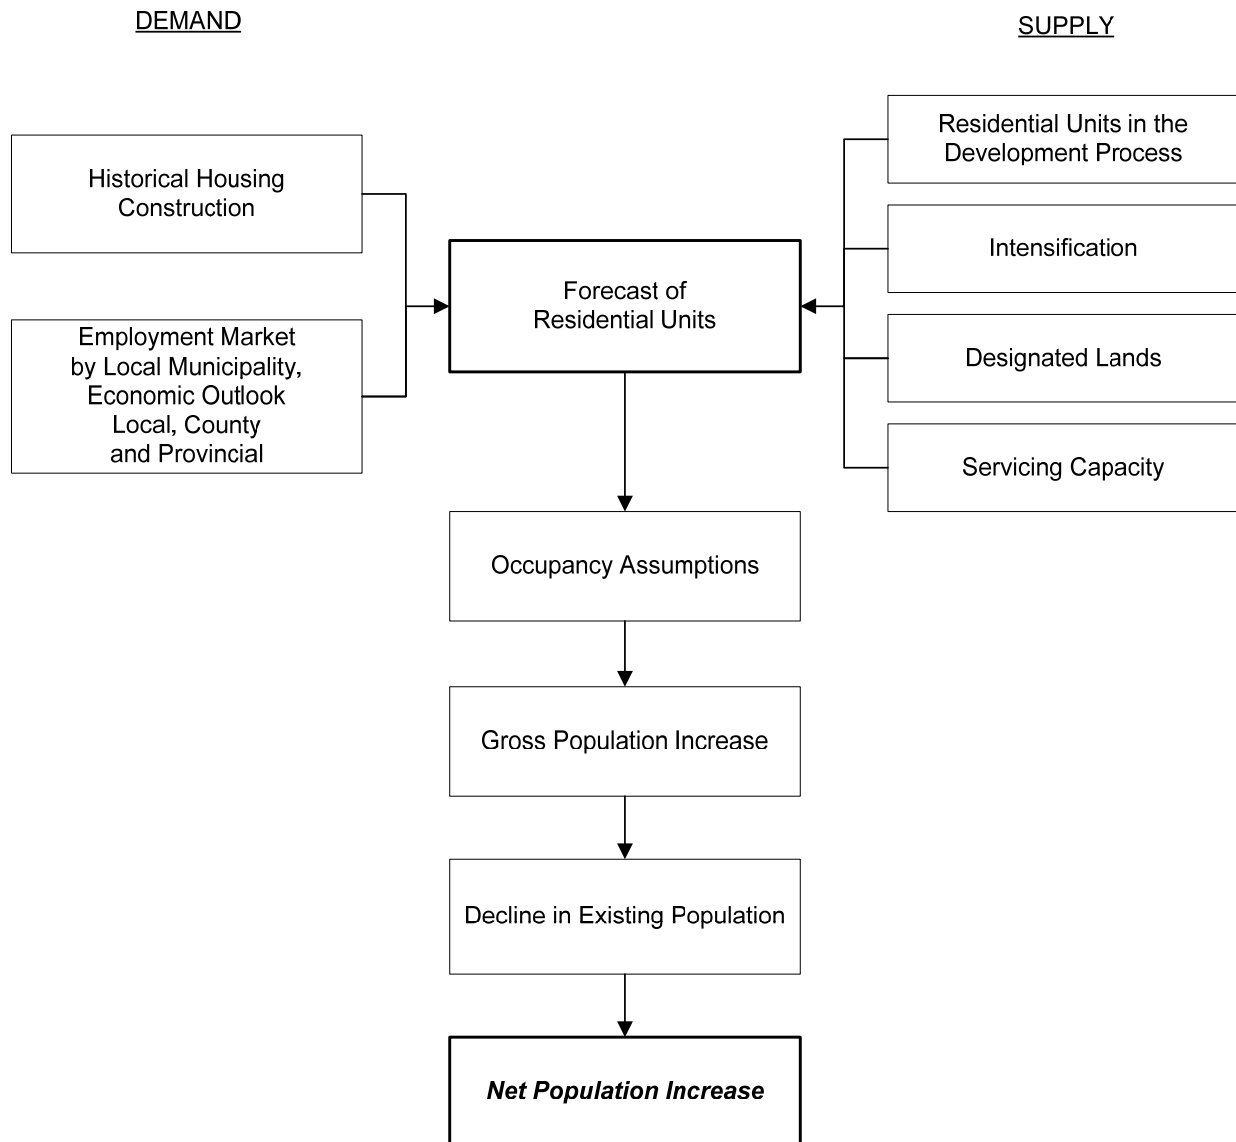 DEMAND
SUPPLY
Historical Housing
Construction
Employment Market
by Local Municipality,
Economic Outlook
Local, County
and Provincial
Forecast of
Residential Units
Residential Units in the
Development Process
Intensification
Designated Lands
Servicing Capacity
Occupancy Assumptions
Gross Population Increase
Decline in Existing Population
Net Population Increase